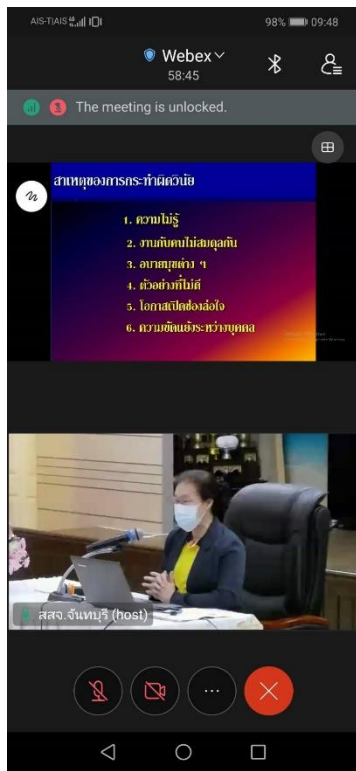 AIS-T|AIS 98% 09:48
Webex
58:45
The meeting is unlocked.
สาเหตุของการกระทำผิดวินัย
1. ความไม่รู้
2. งานกับคนไม่สมดุลกัน
3. อบายมุขต่าง ๆ
4. ตัวอย่างที่ไม่ดี
5. โอกาสเปิดช่องล่อใจ
6. ความขัดแย้งระหว่างบุคคล
สสจ.จันทบุรี (host)